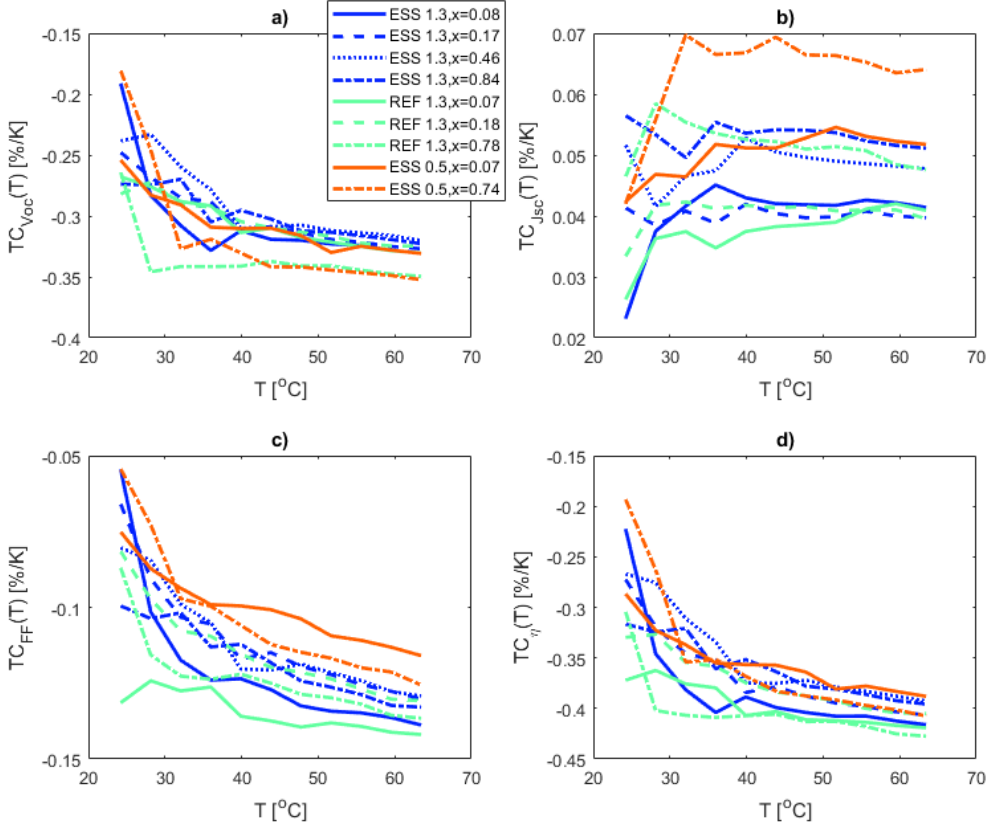 a)
-0.15
-0.2
-0.25
-0.3
-0.35
-0.4
TC_Voc(T) [%/K]
20 30 40 50 60 70
T [°C]
ESS 1.3,x=0.08
ESS 1.3,x=0.17
ESS 1.3,x=0.46
ESS 1.3,x=0.84
REF 1.3,x=0.07
REF 1.3,x=0.18
REF 1.3,x=0.78
ESS 0.5,x=0.07
ESS 0.5,x=0.74
b)
0.07
0.06
0.05
0.04
0.03
0.02
TC_Jsc(T) [%/K]
20 30 40 50 60 70
T [°C]
c)
-0.05
-0.1
-0.15
TC_FF(T) [%/K]
20 30 40 50 60 70
T [°C]
d)
-0.15
-0.2
-0.25
-0.3
-0.35
-0.4
-0.45
TC_η(T) [%/K]
20 30 40 50 60 70
T [°C]